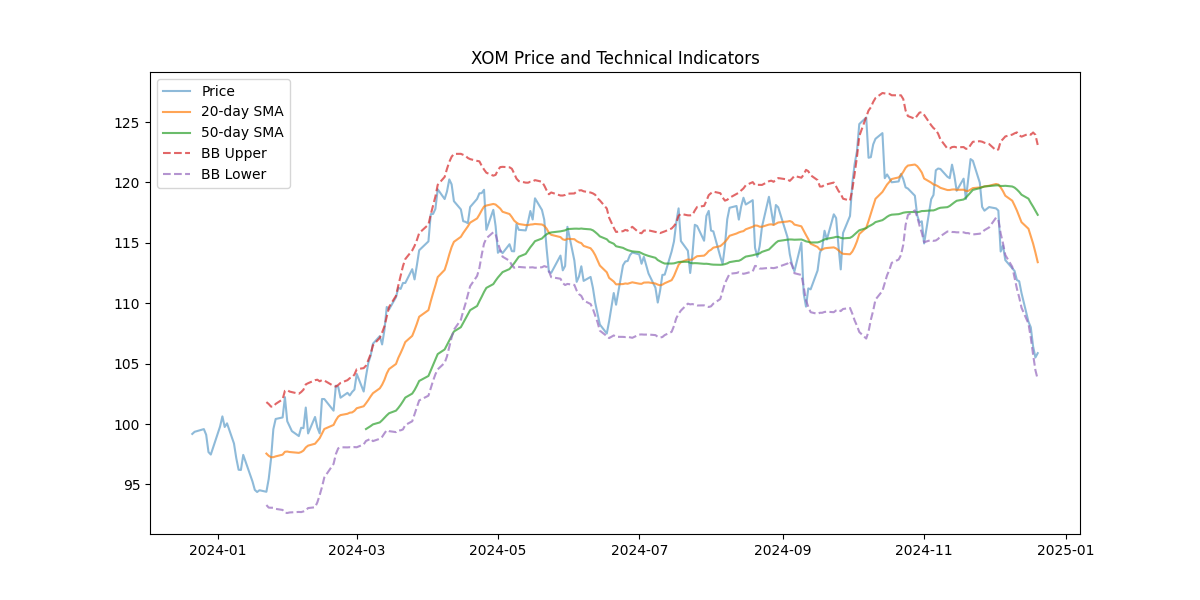 XOM Price and Technical Indicators
Price
20-day SMA
50-day SMA
BB Upper
BB Lower
125
120
115
110
105
100
95
2024-01 2024-03 2024-05 2024-07 2024-09 2024-11 2025-01